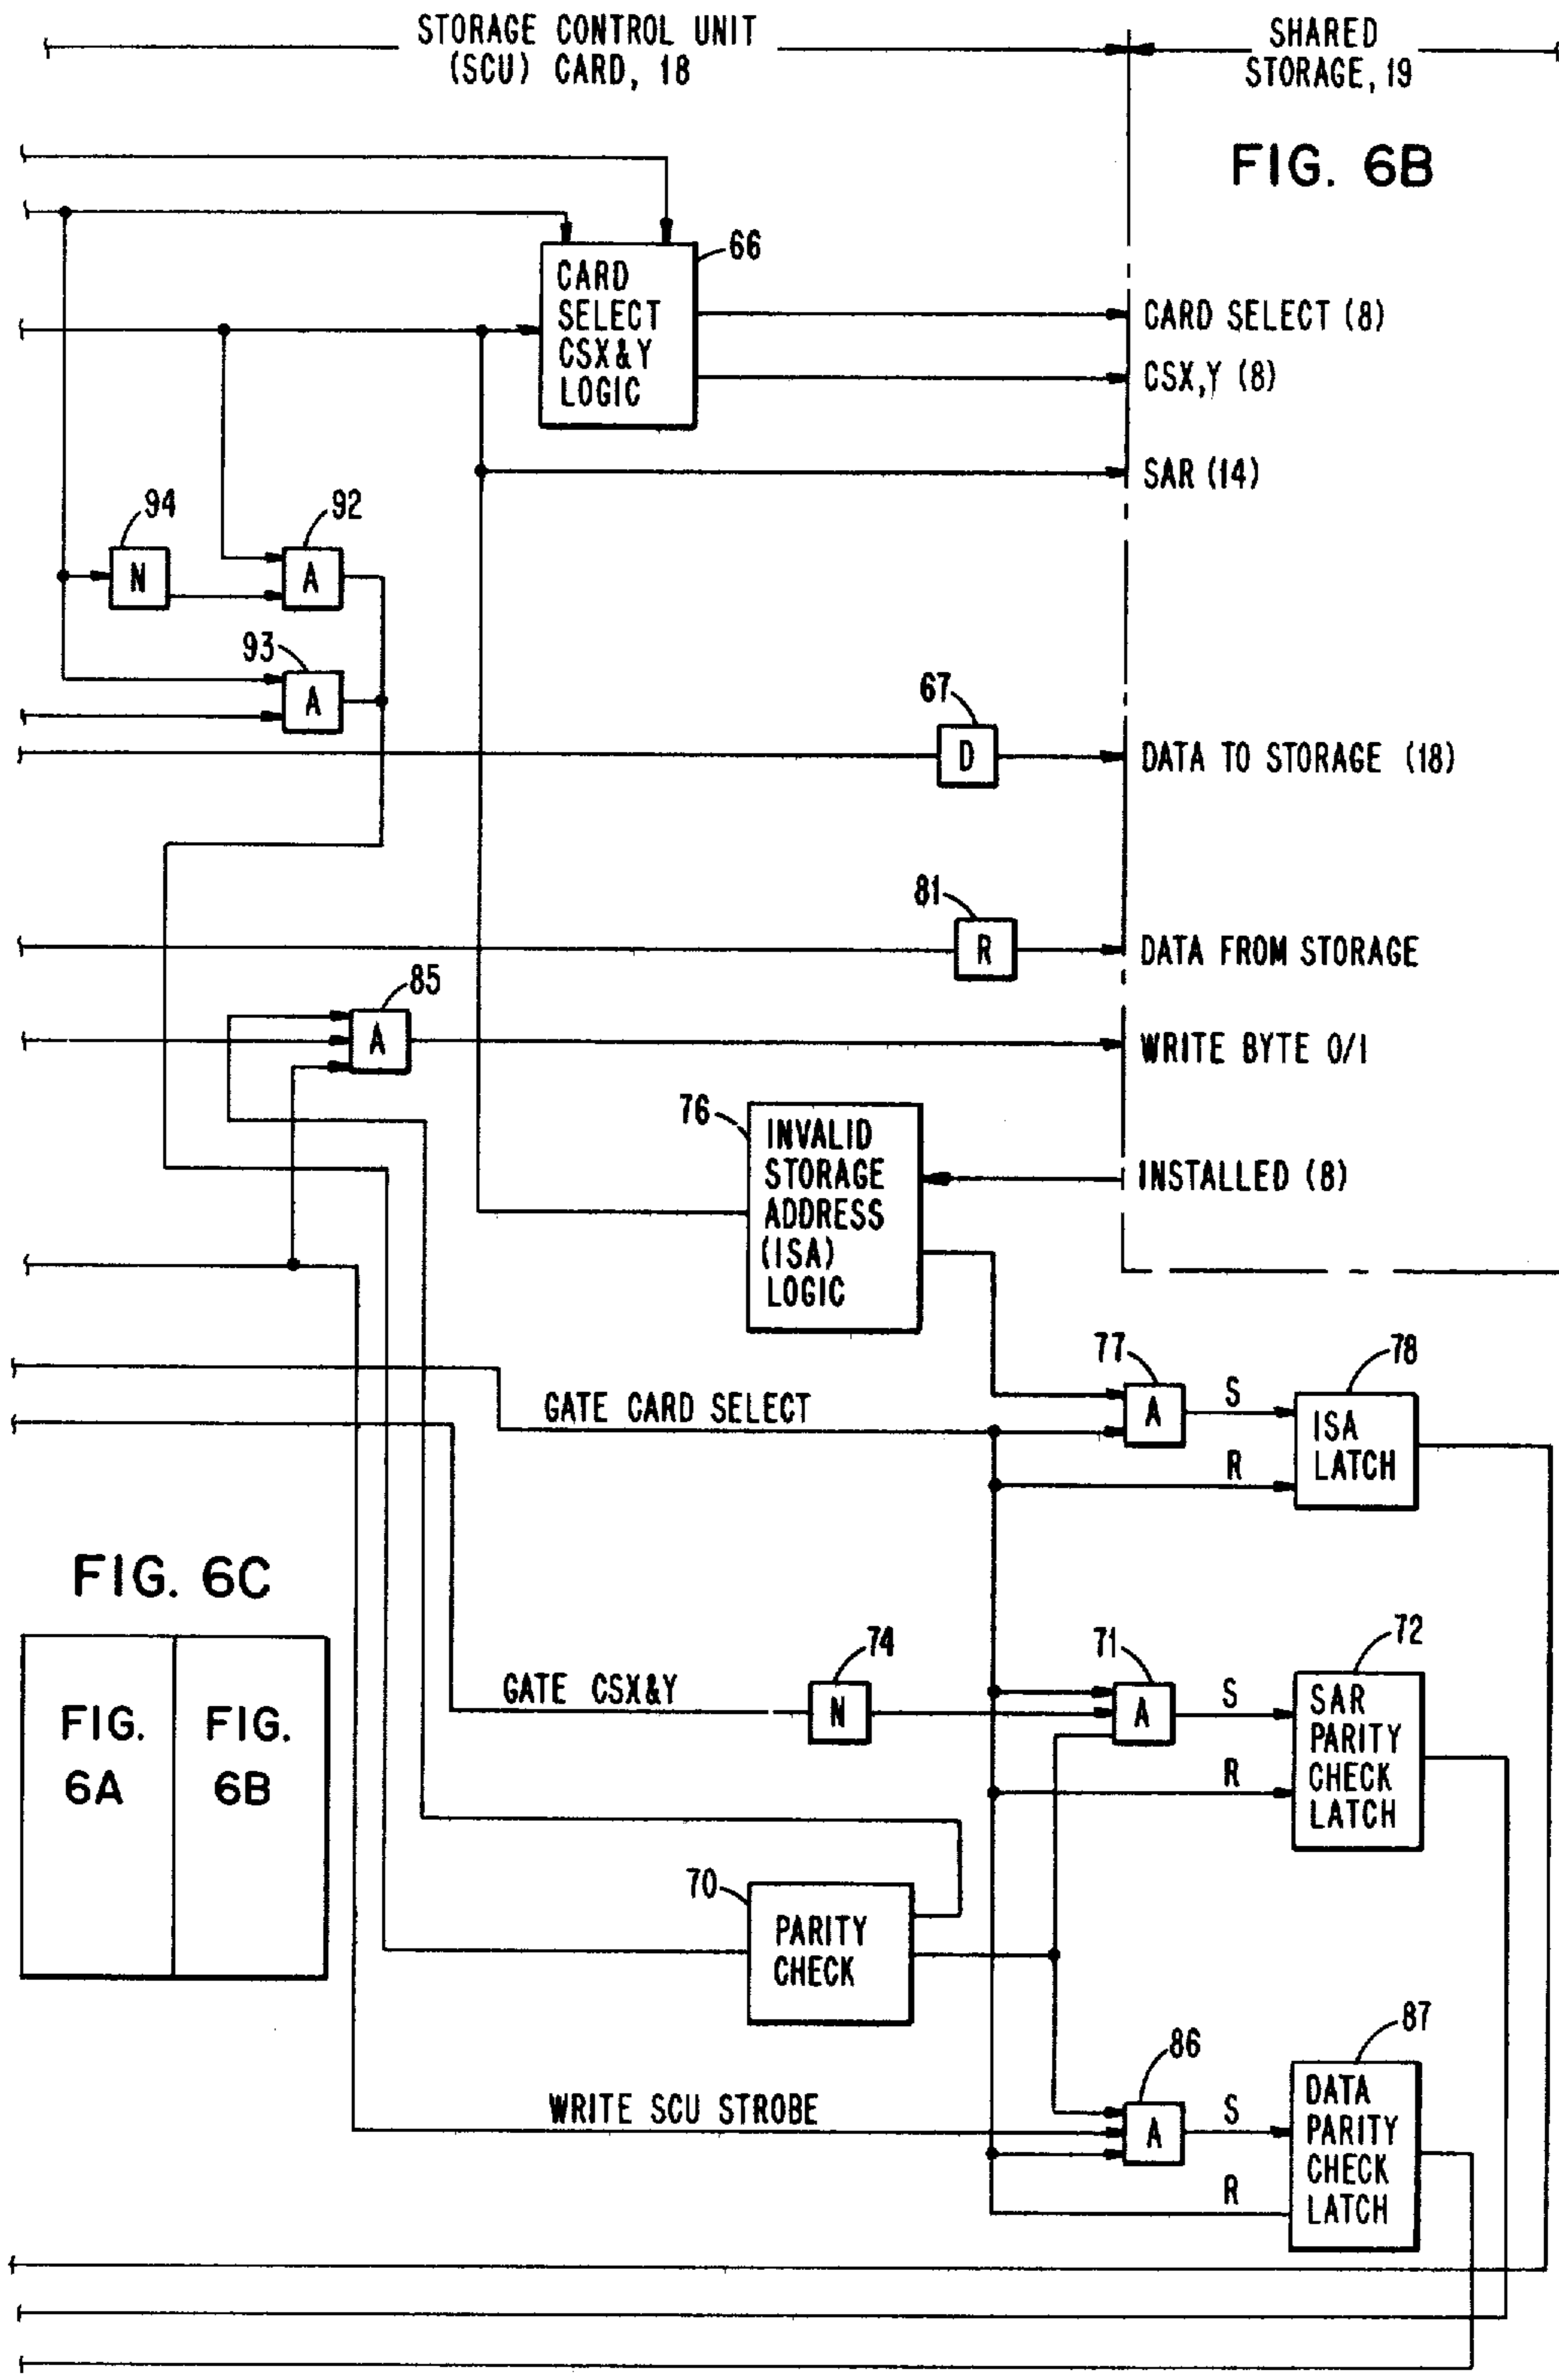 STORAGE CONTROL UNIT
(SCU) CARD, 18
SHARED
STORAGE, 19
FIG. 6B
66
CARD
SELECT
CSX&Y
LOGIC
CARD SELECT (8)
CSX,Y (8)
SAR (14)
94
N
92
A
93
A
67
D
DATA TO STORAGE (18)
81
R
DATA FROM STORAGE
85
A
WRITE BYTE 0/1
76
INVALID
STORAGE
ADDRESS
(ISA)
LOGIC
INSTALLED (8)
GATE CARD SELECT
77
A
S
R
78
ISA
LATCH
FIG. 6C
FIG.
6A
FIG.
6B
GATE CSX&Y
74
N
71
A
S
R
72
SAR
PARITY
CHECK
LATCH
70
PARITY
CHECK
WRITE SCU STROBE
86
A
S
R
87
DATA
PARITY
CHECK
LATCH